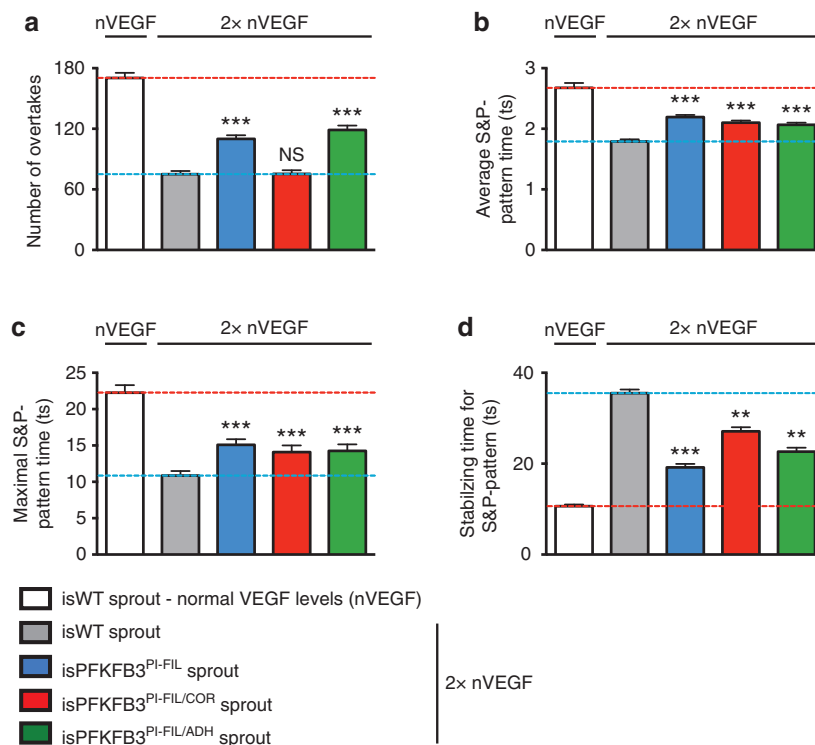 a
nVEGF 2× nVEGF
Number of overtakes
180
120
60
0
***
NS
***
b
nVEGF 2× nVEGF
Average S&P-
pattern time (ts)
3
2
1
0
***
***
***
c
nVEGF 2× nVEGF
Maximal S&P-
pattern time (ts)
25
20
15
10
5
0
***
***
***
d
nVEGF 2× nVEGF
Stabilzing time for
S&P-pattern (ts)
40
20
0
***
**
**
isWT sprout - normal VEGF levels (nVEGF)
isWT sprout
isPFKFB3PI-FIL sprout
isPFKFB3PI-FIL/COR sprout
isPFKFB3PI-FIL/ADH sprout
2× nVEGF